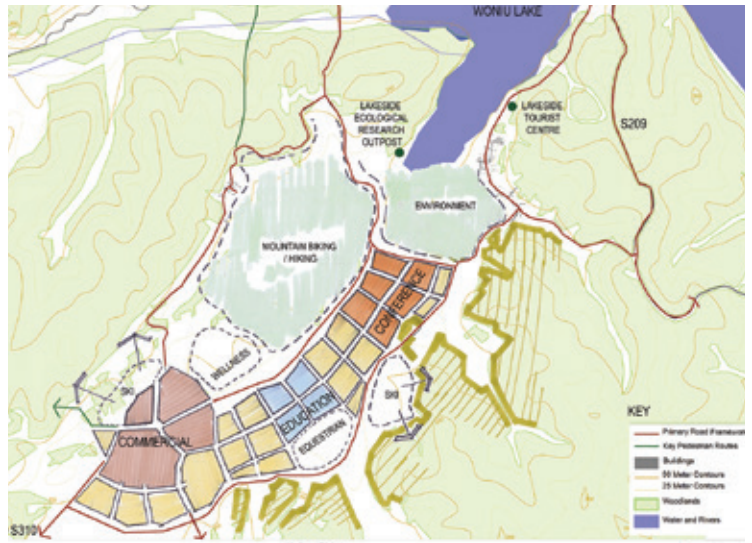 WONIU LAKE
LAKESIDE
ECOLOGICAL
RESEARCH
OUTPOST
LAKESIDE
TOURIST
CENTRE
S209
ENVIRONMENT
MOUNTAIN BIKING
/ HIKING
CONFERENCE
WELLNESS
SKI
SKI
EDUCATION
COMMERCIAL
EQUESTRIAN
S310
KEY
Primary Road (Framework
Key Pedestrian Routes
Buildings
50 Meter Contours
25 Meter Contours
Woodlands
Water and Rivers